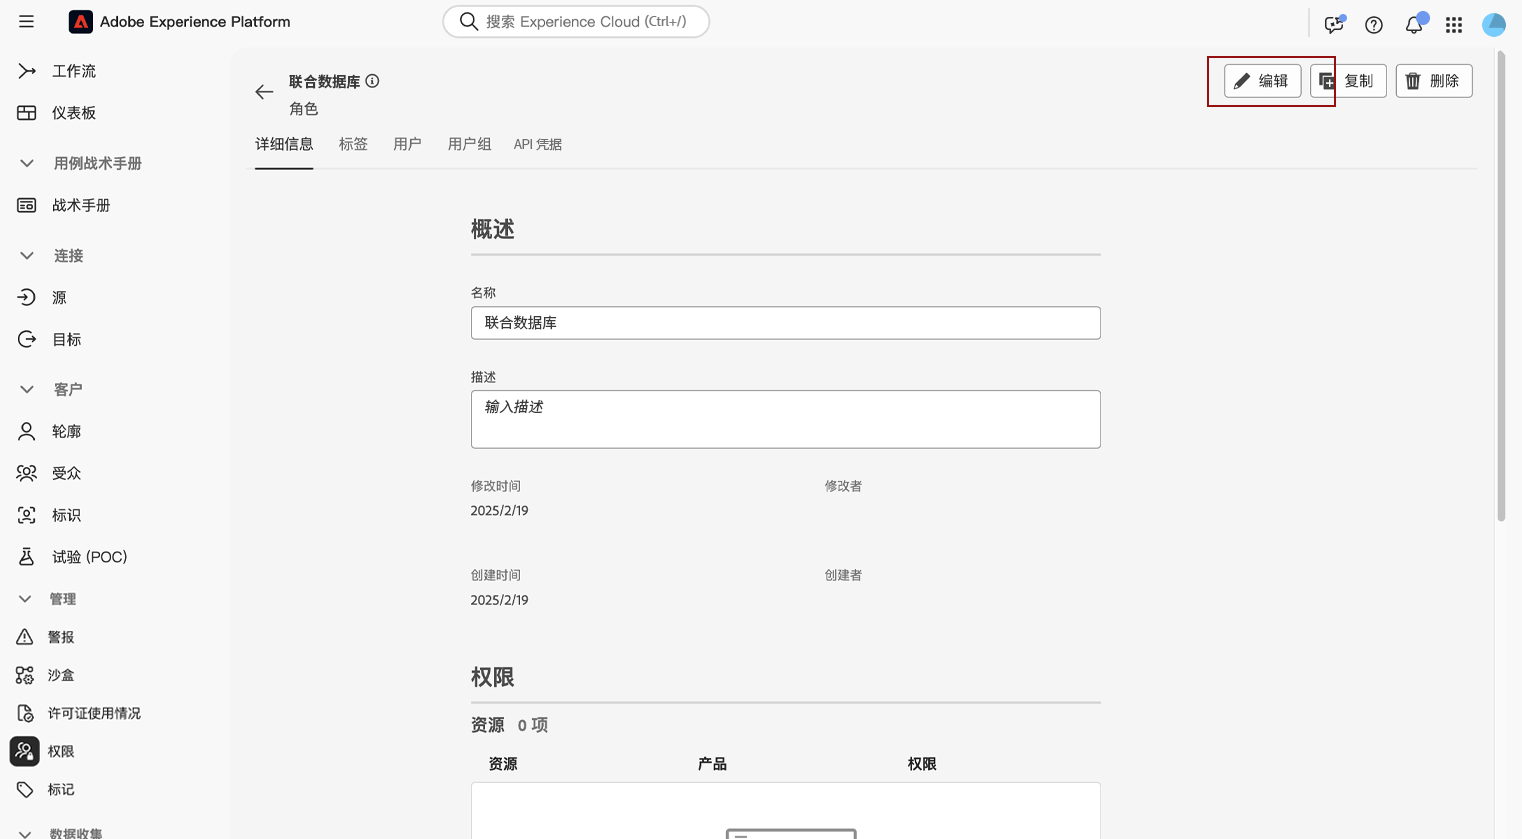 Adobe Experience Platform
搜索 Experience Cloud (Ctrl+/)
工作流
仪表板
用例战术手册
战术手册
连接
源
目标
客户
轮廓
受众
标识
试验 (POC)
管理
警报
沙盒
许可证使用情况
权限
标记
数据收集
联合数据库
角色
编辑
复制
删除
详细信息 标签 用户 用户组 API 凭据
概述
名称
联合数据库
描述
输入描述
修改时间 修改者
2025/2/19
创建时间 创建者
2025/2/19
权限
资源 0 项
资源 产品 权限